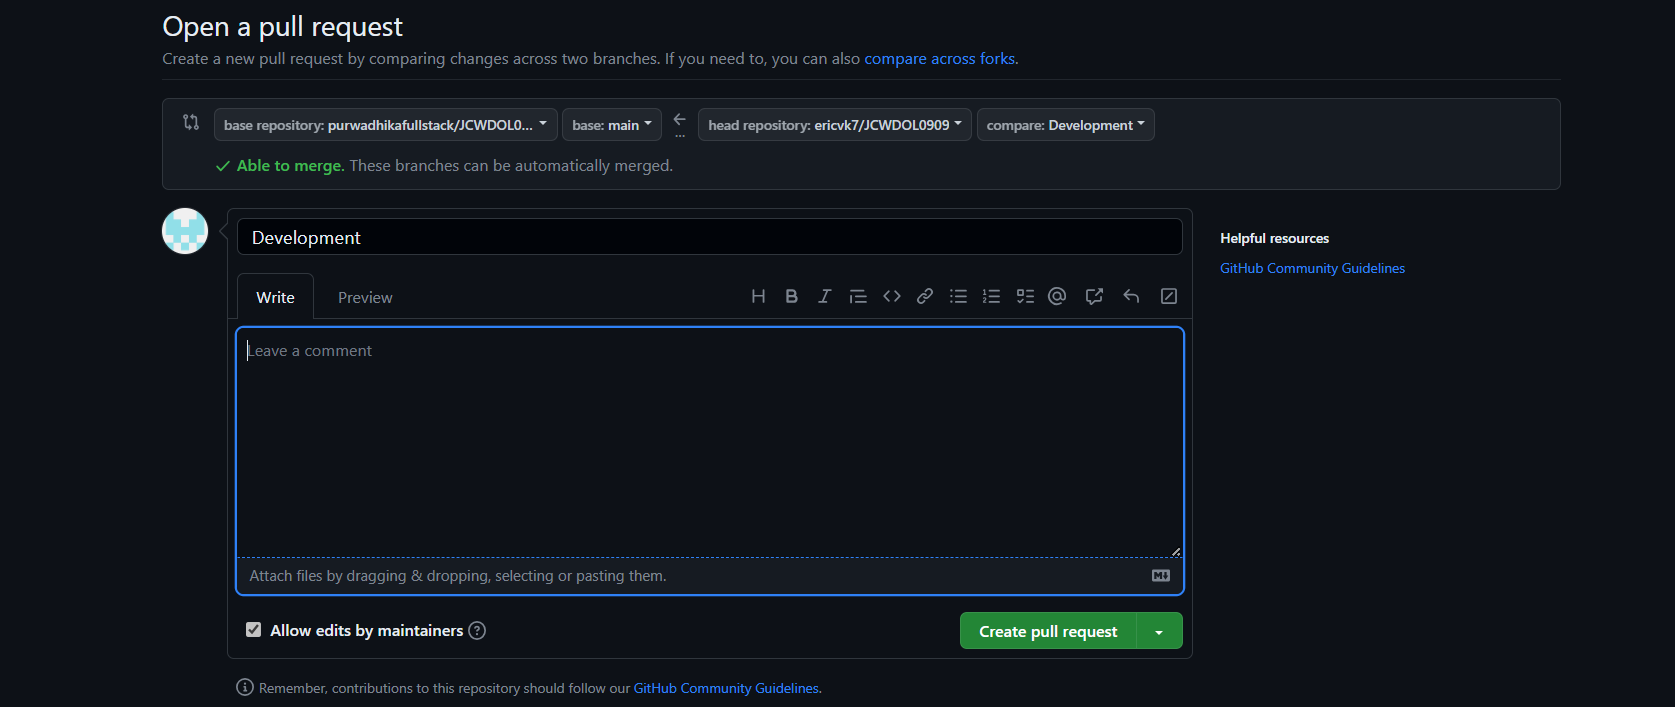 Open a pull request
Create a new pull request by comparing changes across two branches. If you need to, you can also compare across forks.
base repository: purwadhikafullstack/JCWDOL0... base: main ... head repository: ericvk7/JCWDOL0909 compare: Development
Able to merge. These branches can be automatically merged.
Development
Helpful resources
GitHub Community Guidelines
Write Preview
Leave a comment
Attach files by dragging & dropping, selecting or pasting them.
Allow edits by maintainers
Create pull request
Remember, contributions to this repository should follow our GitHub Community Guidelines.